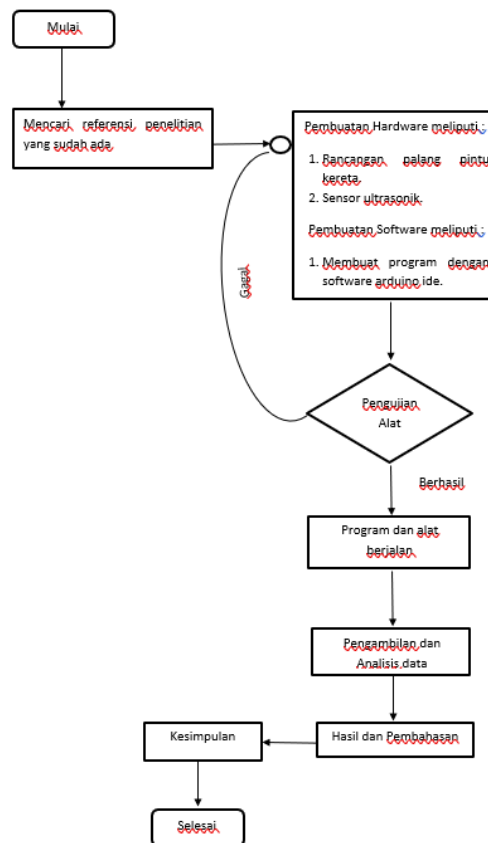 Mulai
Mencari referensi penelitian
yang sudah ada
Pembuatan Hardware meliputi :
1. Rancangan palang pintu
kereta.
2. Sensor ultrasonik.
Pembuatan Software meliputi :
1. Membuat program dengan
software arduino ide.
Gagal
Pengujian
Alat
Berhasil
Program dan alat
berjalan
Pengambilan dan
Analisis data
Hasil dan Pembahasan
Kesimpulan
Selesai